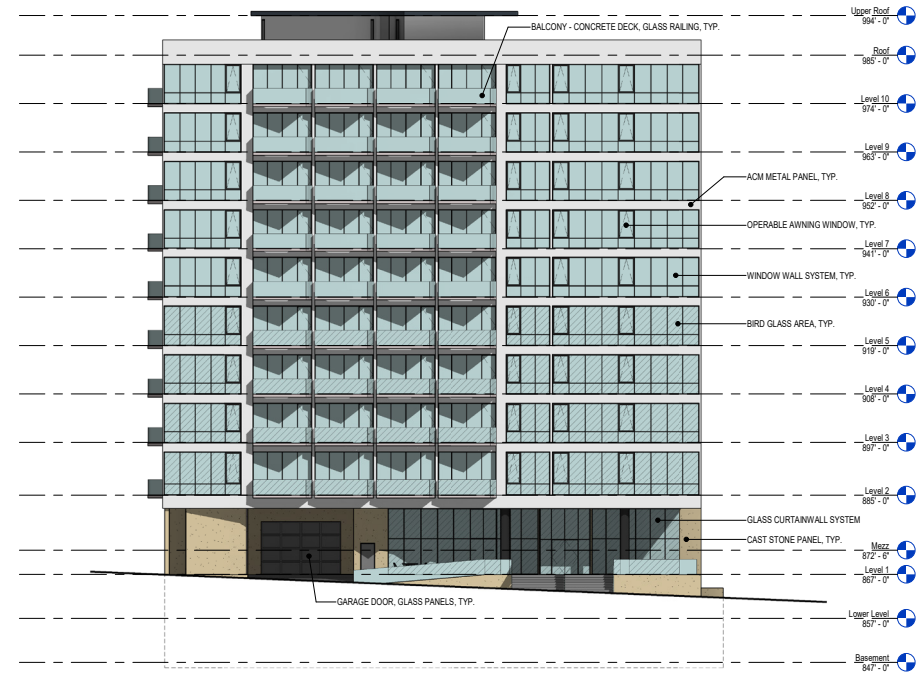 Upper Roof
994' - 0"
BALCONY - CONCRETE DECK, GLASS RAILING, TYP.
Roof
985' - 0"
Level 10
974' - 0"
Level 9
963' - 0"
ACM METAL PANEL, TYP.
Level 8
952' - 0"
OPERABLE AWNING WINDOW, TYP.
Level 7
941' - 0"
WINDOW WALL SYSTEM, TYP.
Level 6
930' - 0"
BIRD GLASS AREA, TYP.
Level 5
919' - 0"
Level 4
908' - 0"
Level 3
897' - 0"
Level 2
885' - 0"
GLASS CURTAINWALL SYSTEM
CAST STONE PANEL, TYP.
Mezz
872' - 6"
Level 1
867' - 0"
GARAGE DOOR, GLASS PANELS, TYP.
Lower Level
857' - 0"
Basement
847' - 0"